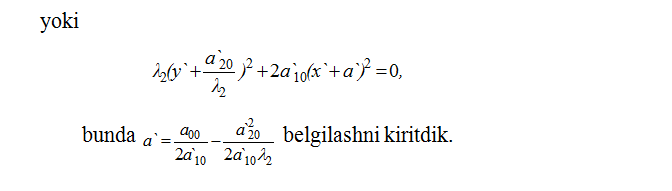 yoki
λ₂(y`+a`₂₀/λ₂)²+2a`₁₀(x`+a`)²=0,
bunda a`=a₀₀/2a`₁₀−a`²₂₀/2a`₁₀λ₂ belgilashni kiritdik.